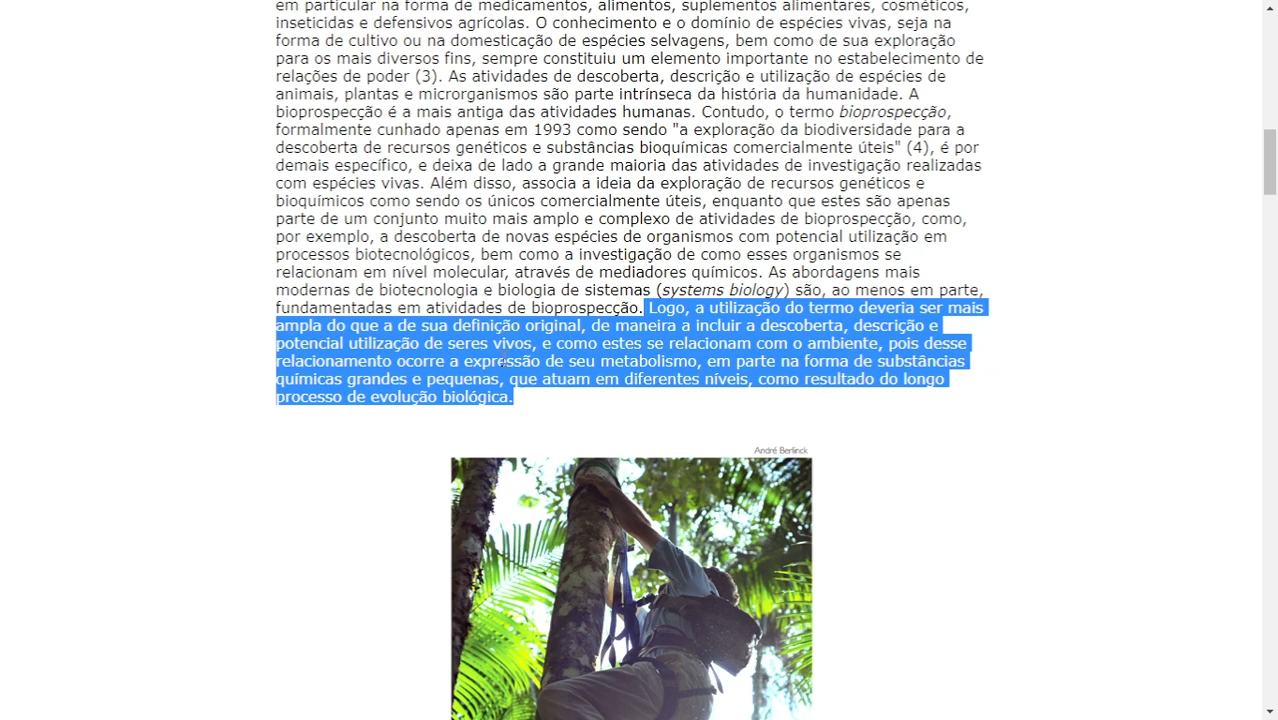 em particular na forma de medicamentos, alimentos, suplementos alimentares, cosméticos,
inseticidas e defensivos agrícolas. O conhecimento e o domínio de espécies vivas, seja na
forma de cultivo ou na domesticação de espécies selvagens, bem como de sua exploração
para os mais diversos fins, sempre constituiu um elemento importante no estabelecimento de
relações de poder (3). As atividades de descoberta, descrição e utilização de espécies de
animais, plantas e microrganismos são parte intrínseca da história da humanidade. A
bioprospecção é a mais antiga das atividades humanas. Contudo, o termo bioprospecção,
formalmente cunhado apenas em 1993 como sendo "a exploração da biodiversidade para a
descoberta de recursos genéticos e substâncias bioquímicas comercialmente úteis" (4), é por
demais específico, e deixa de lado a grande maioria das atividades de investigação realizadas
com espécies vivas. Além disso, associa a ideia da exploração de recursos genéticos e
bioquímicos como sendo os únicos comercialmente úteis, enquanto que estes são apenas
parte de um conjunto muito mais amplo e complexo de atividades de bioprospecção, como,
por exemplo, a descoberta de novas espécies de organismos com potencial utilização em
processos biotecnológicos, bem como a investigação de como esses organismos se
relacionam em nível molecular, através de mediadores químicos. As abordagens mais
modernas de biotecnologia e biologia de sistemas (systems biology) são, ao menos em parte,
fundamentadas em atividades de bioprospecção. Logo, a utilização do termo deveria ser mais
ampla do que a de sua definição original, de maneira a incluir a descoberta, descrição e
potencial utilização de seres vivos, e como estes se relacionam com o ambiente, pois desse
relacionamento ocorre a expressão de seu metabolismo, em parte na forma de substâncias
químicas grandes e pequenas, que atuam em diferentes níveis, como resultado do longo
processo de evolução biológica.
André Berlinck